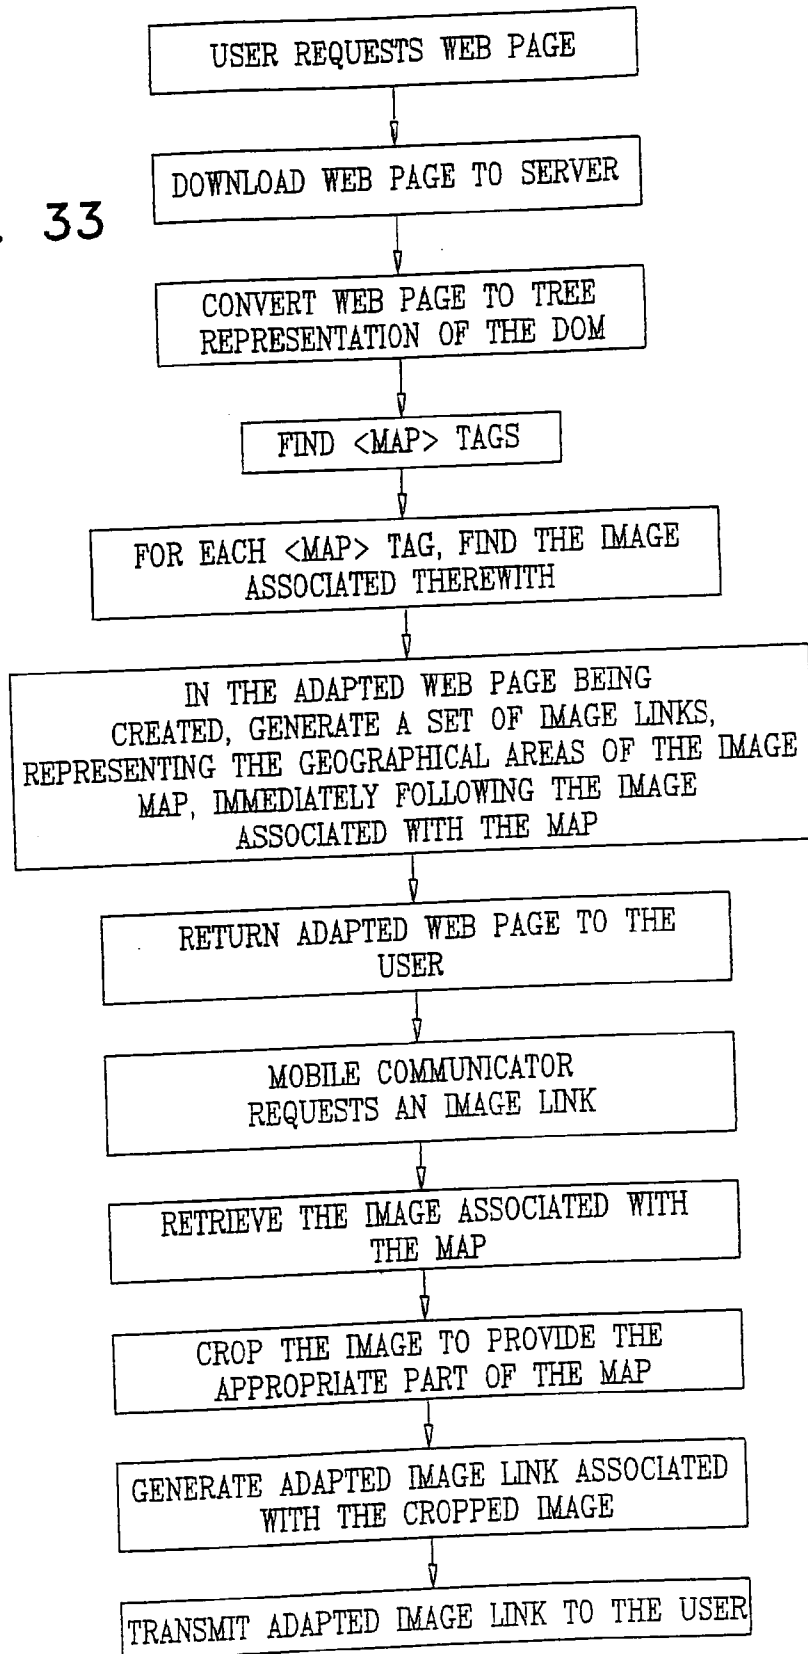 USER REQUESTS WEB PAGE
DOWNLOAD WEB PAGE TO SERVER
. 33
CONVERT WEB PAGE TO TREE
REPRESENTATION OF THE DOM
FIND <MAP> TAGS
FOR EACH <MAP> TAG, FIND THE IMAGE
ASSOCIATED THEREWITH
IN THE ADAPTED WEB PAGE BEING
CREATED, GENERATE A SET OF IMAGE LINKS,
REPRESENTING THE GEOGRAPHICAL AREAS OF THE IMAGE
MAP, IMMEDIATELY FOLLOWING THE IMAGE
ASSOCIATED WITH THE MAP
RETURN ADAPTED WEB PAGE TO THE
USER
MOBILE COMMUNICATOR
REQUESTS AN IMAGE LINK
RETRIEVE THE IMAGE ASSOCIATED WITH
THE MAP
CROP THE IMAGE TO PROVIDE THE
APPROPRIATE PART OF THE MAP
GENERATE ADAPTED IMAGE LINK ASSOCIATED
WITH THE CROPPED IMAGE
TRANSMIT ADAPTED IMAGE LINK TO THE USER